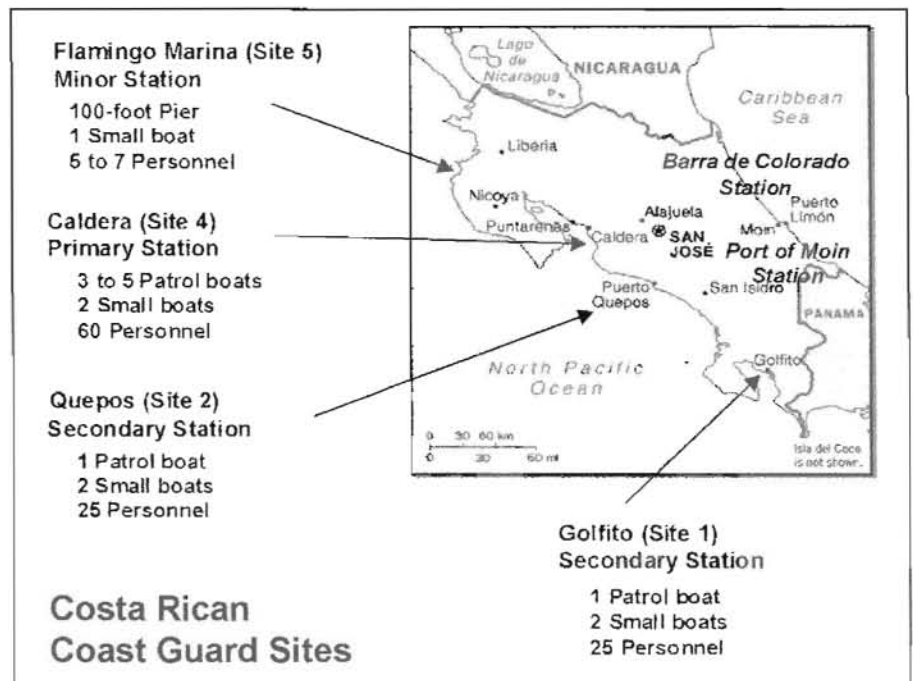 Flamingo Marina (Site 5)
Minor Station
100-foot Pier
1 Small boat
5 to 7 Personnel
Caldera (Site 4)
Primary Station
3 to 5 Patrol boats
2 Small boats
60 Personnel
Quepos (Site 2)
Secondary Station
1 Patrol boat
2 Small boats
25 Personnel
Golfito (Site 1)
Secondary Station
1 Patrol boat
2 Small boats
25 Personnel
Costa Rican
Coast Guard Sites
Lago
de
Nicaragua
NICARAGUA
Caribbean
Sea
Liberia
Barra de Colorado
Station
Nicoya
Puntarenas
Caldera
Alajuela
SAN
JOSÉ
Puerto
Limón
Moin
Port of Moin
Station
Puerto
Quepos
San Isidro
PANAMA
North Pacific
Ocean
Golfito
0 30 60 km
0 30 60 mi
Isla del Coco
is not shown.